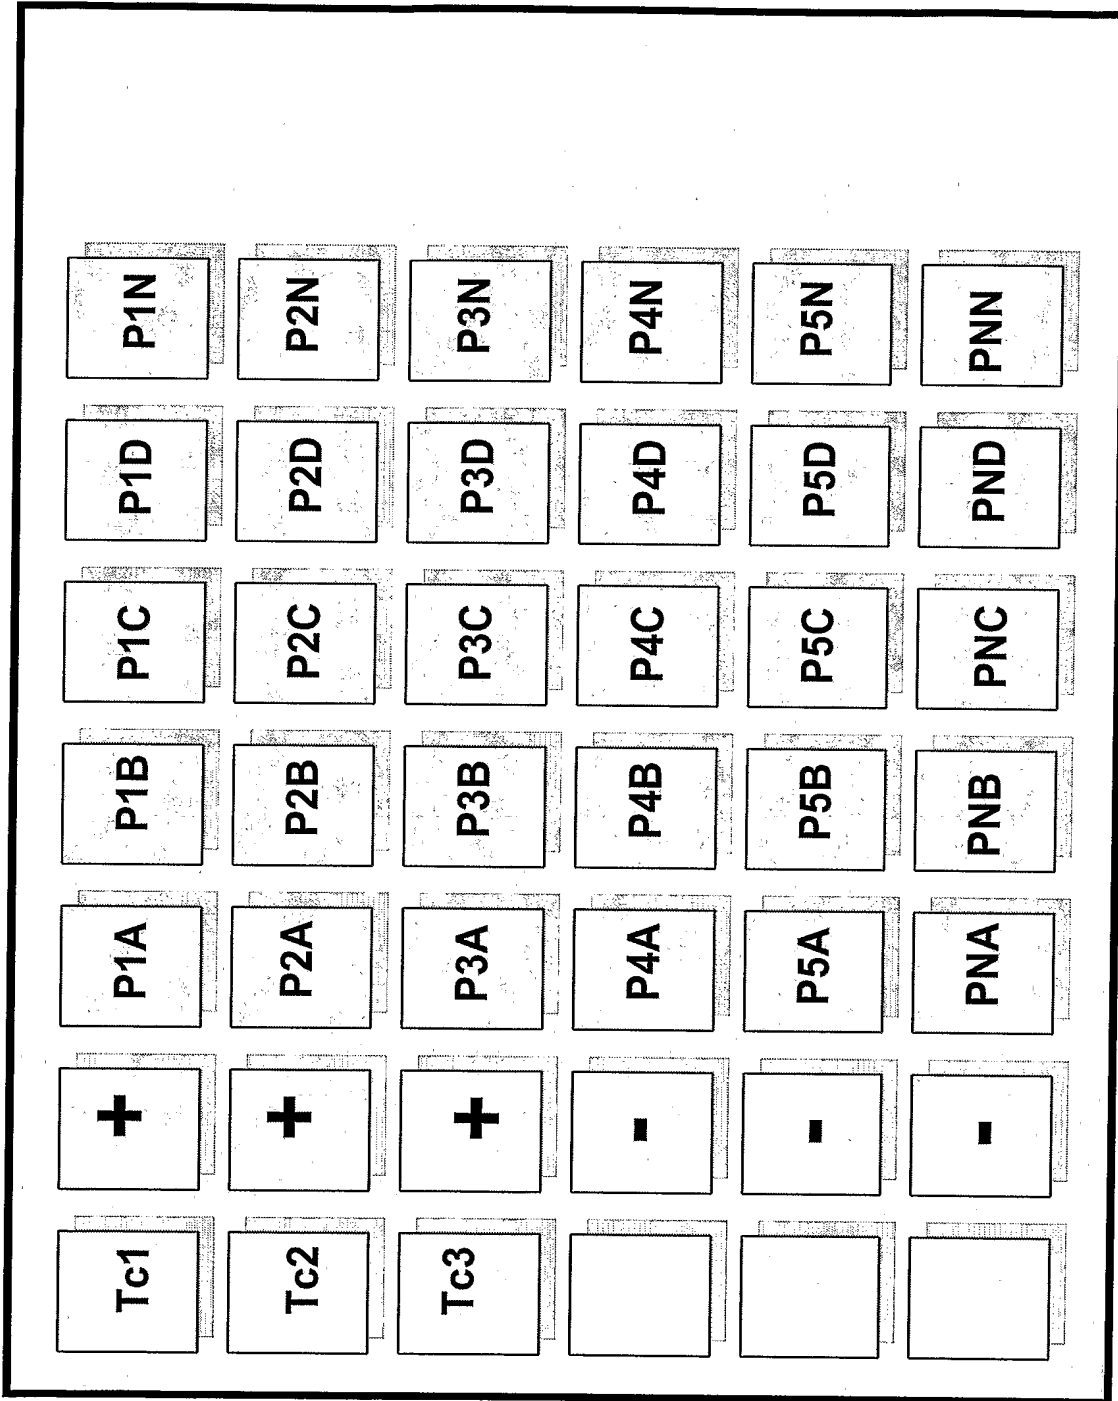 Tc1 + P1A P1B P1C P1D P1N
Tc2 + P2A P2B P2C P2D P2N
Tc3 + P3A P3B P3C P3D P3N
- P4A P4B P4C P4D P4N
- P5A P5B P5C P5D P5N
- PNA PNB PNC PND PNN